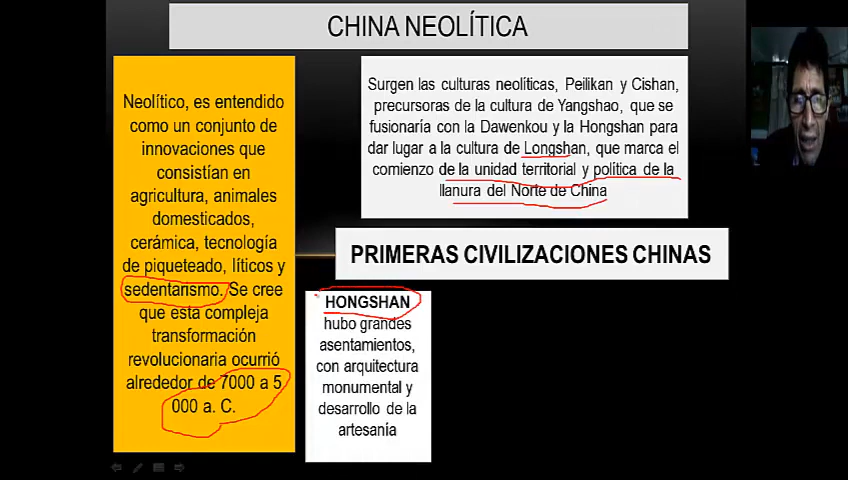 CHINA NEOLÍTICA
Neolítico, es entendido
como un conjunto de
innovaciones que
consistían en
agricultura, animales
domesticados,
cerámica, tecnología
de piqueteado, líticos y
sedentarismo. Se cree
que esta compleja
transformación
revolucionaria ocurrió
alrededor de 7000 a 5
000 a. C.
Surgen las culturas neolíticas, Peilikan y Cishan,
precursoras de la cultura de Yangshao, que se
fusionaría con la Dawenkou y la Hongshan para
dar lugar a la cultura de Longshan, que marca el
comienzo de la unidad territorial y política de la
llanura del Norte de China
PRIMERAS CIVILIZACIONES CHINAS
HONGSHAN
hubo grandes
asentamientos,
con arquitectura
monumental y
desarrollo de la
artesanía